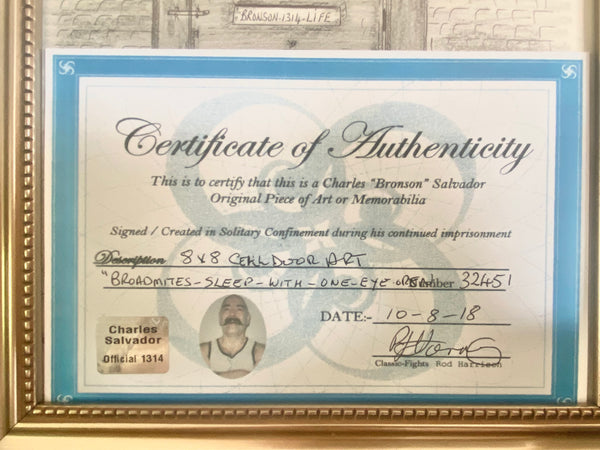 BRONSON-1314-LIFE
Certificate of Authenticity
This is to certify that this is a Charles "Bronson" Salvador
Original Piece of Art or Memorabilia
Signed / Created in Solitary Confinement during his continued imprisonment
Description 8x8 CELL DOOR ART
"BROADMITES-SLEEP-WITH-ONE-EYE-OPEN Number 32451
DATE:- 10-8-18
Charles
Salvador
Official 1314
Classic-Fights Rod Harrison